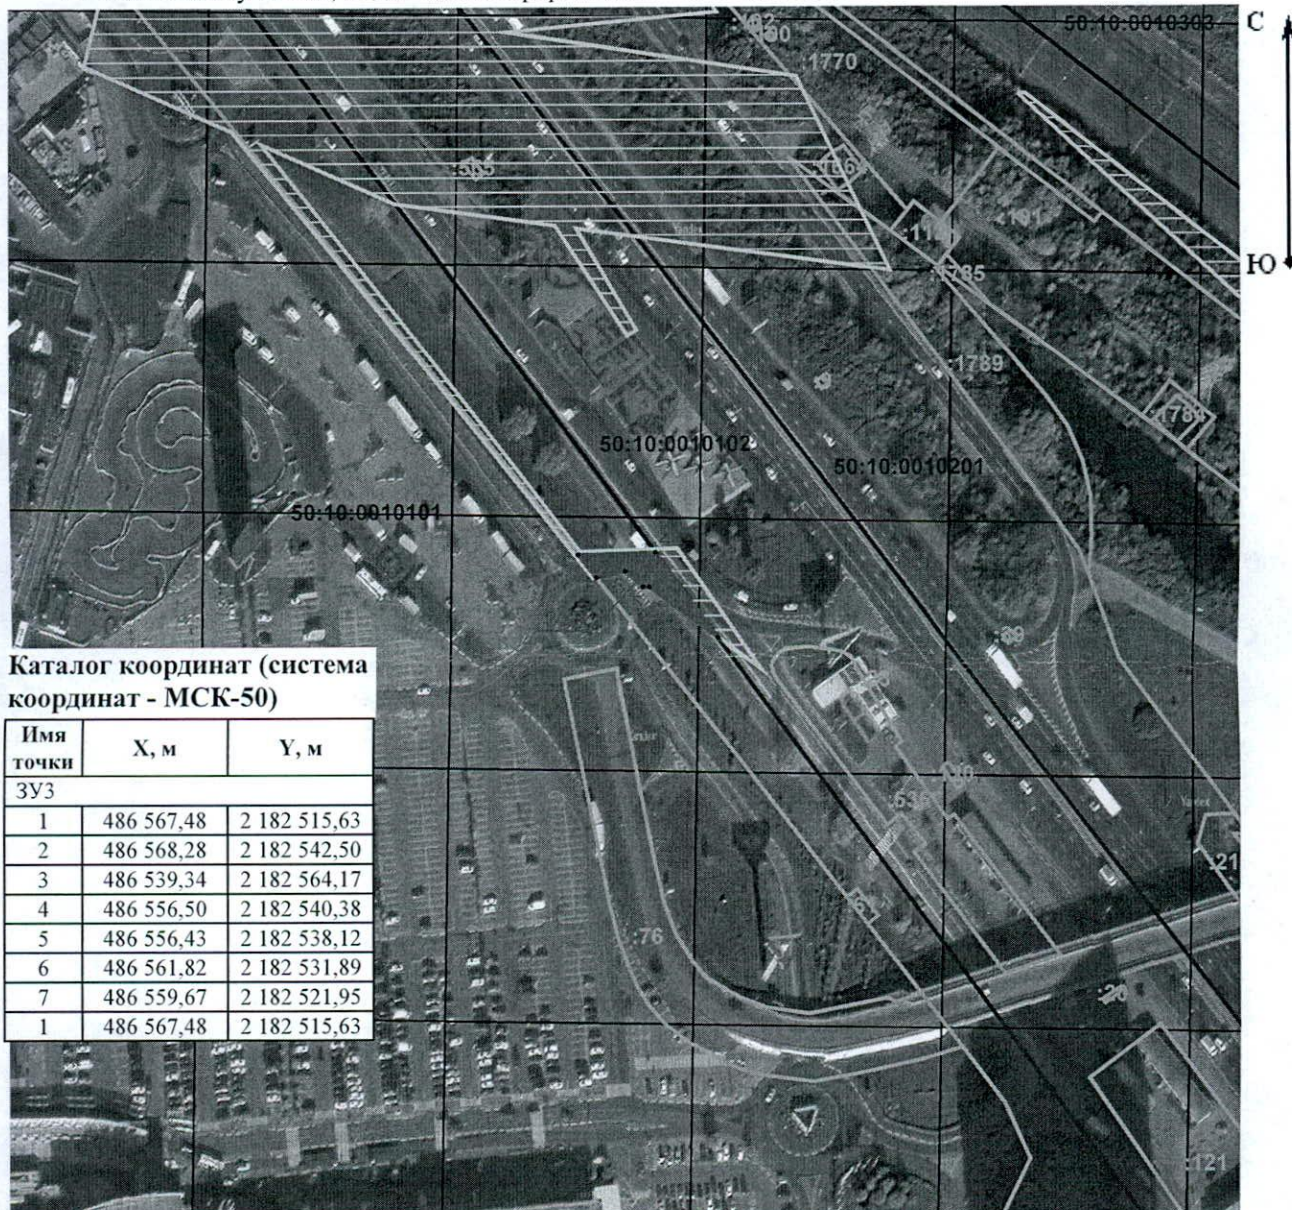 С
50:10:0010303
:1770
Ю
:1785
:1789
50:10:0010102
50:10:0010201
50:10:0010101
:76
:21
:121
Каталог координат (система
координат - МСК-50)
Имя точки X, м Y, м
ЗУ3
1 486 567,48 2 182 515,63
2 486 568,28 2 182 542,50
3 486 539,34 2 182 564,17
4 486 556,50 2 182 540,38
5 486 556,43 2 182 538,12
6 486 561,82 2 182 531,89
7 486 559,67 2 182 521,95
1 486 567,48 2 182 515,63